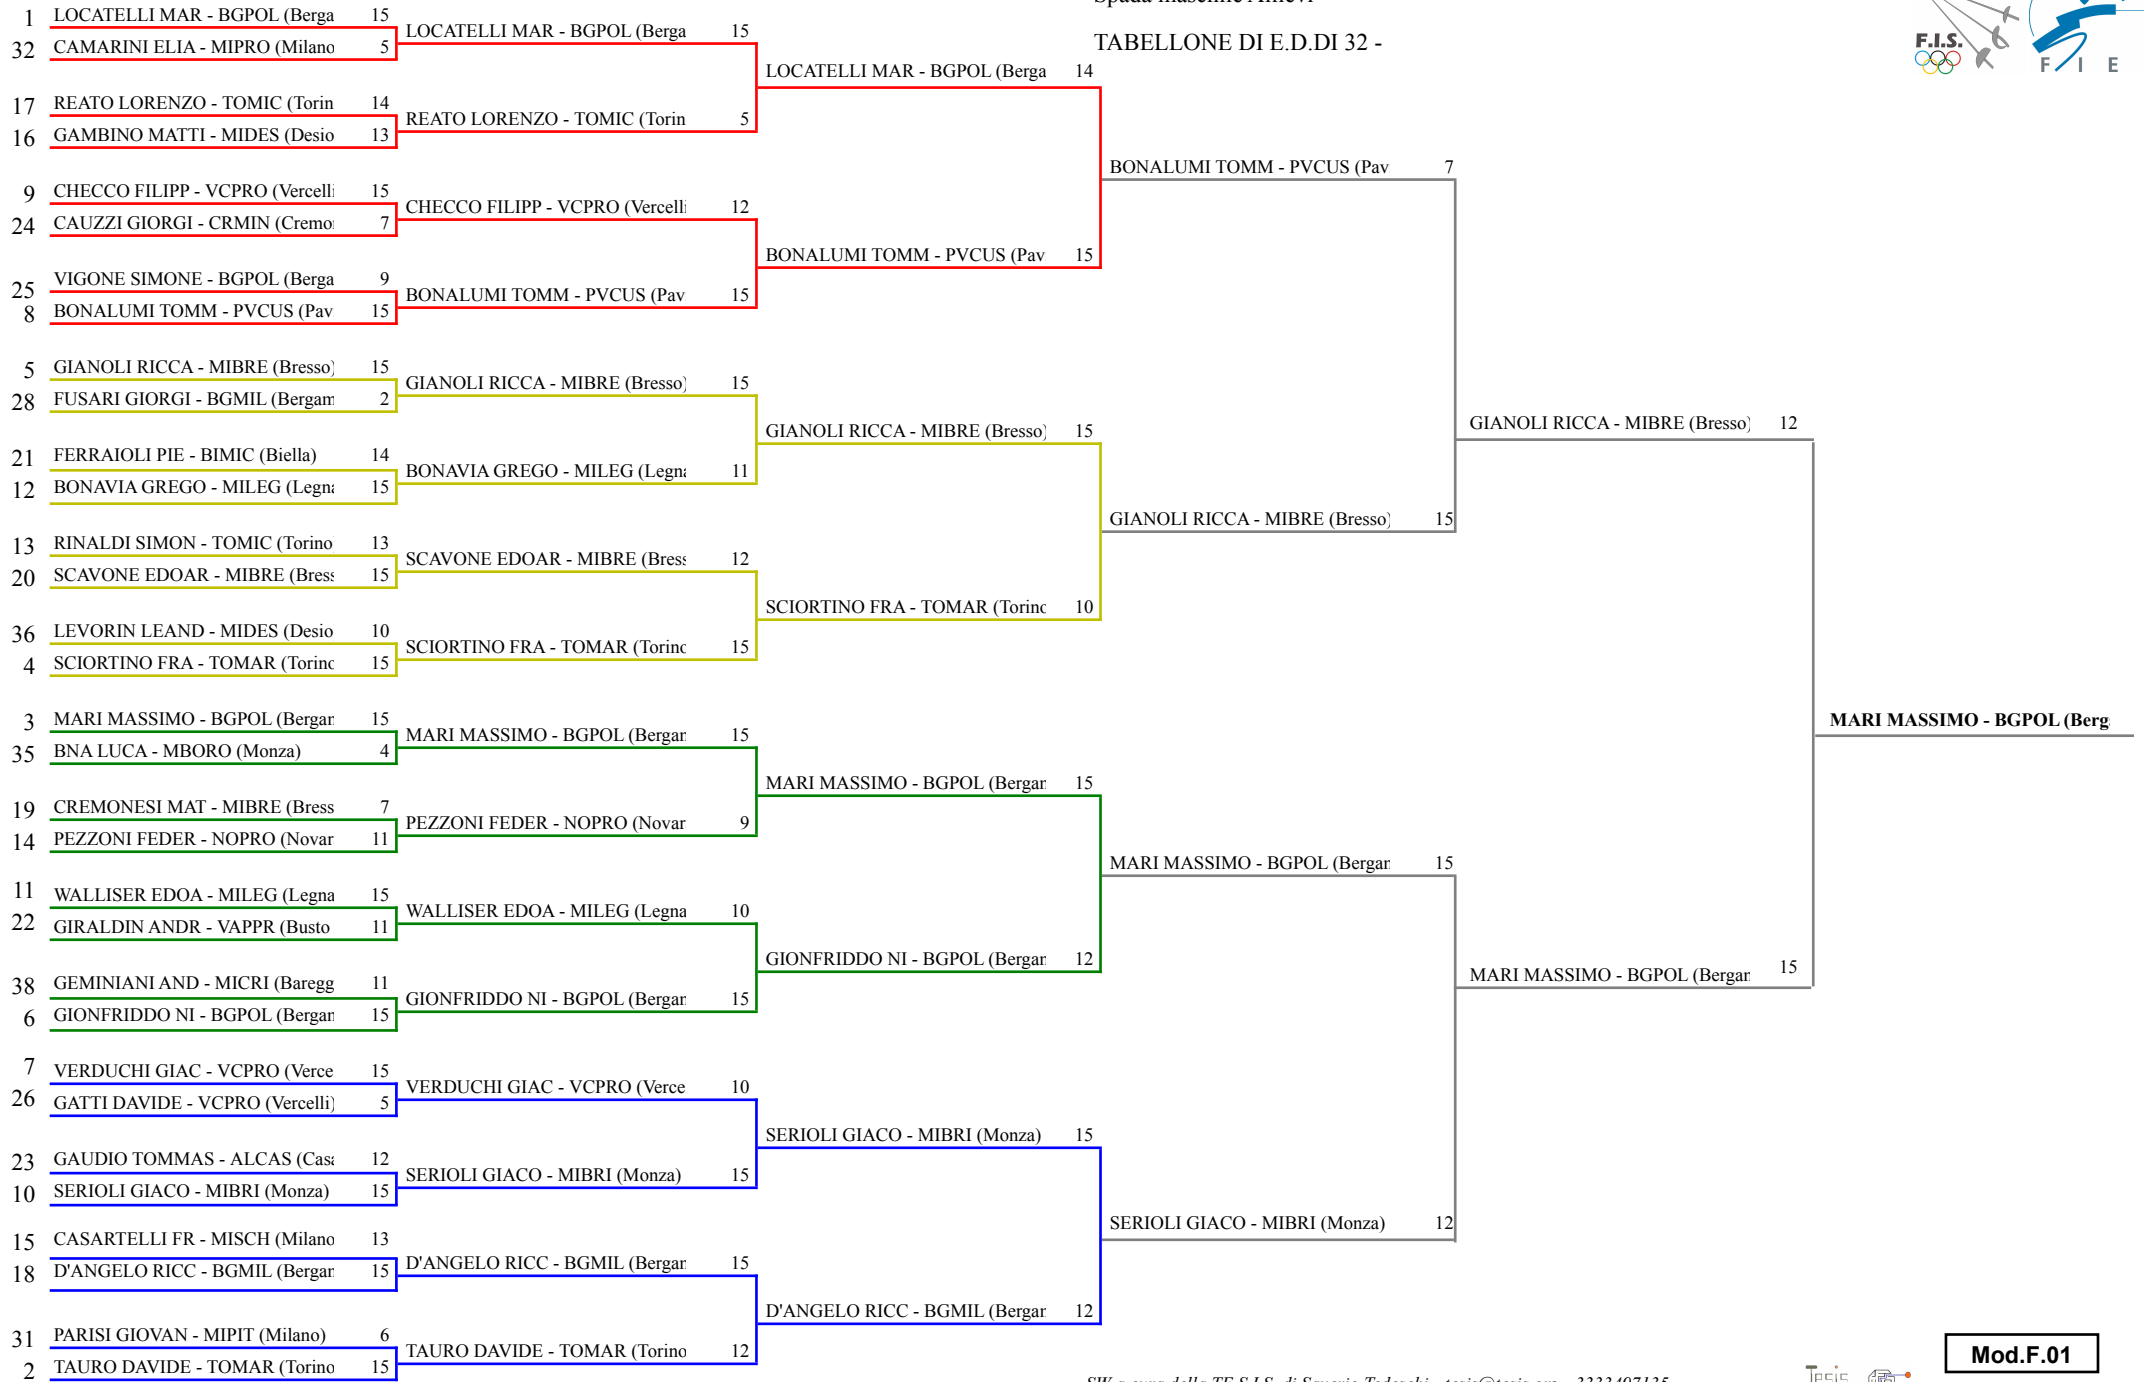 TABELLONE DI E.D.DI 32 -
F.I.S.
F I E
1 LOCATELLI MAR - BGPOL (Berga 15
32 CAMARINI ELIA - MIPRO (Milano 5
17 REATO LORENZO - TOMIC (Torin 14
16 GAMBINO MATTI - MIDES (Desio 13
9 CHECCO FILIPP - VCPRO (Vercelli 15
24 CAUZZI GIORGI - CRMIN (Cremo 7
25 VIGONE SIMONE - BGPOL (Berga 9
8 BONALUMI TOMM - PVCUS (Pav 15
5 GIANOLI RICCA - MIBRE (Bresso) 15
28 FUSARI GIORGI - BGMIL (Bergam 2
21 FERRAIOLI PIE - BIMIC (Biella) 14
12 BONAVIA GREGO - MILEG (Legna 15
13 RINALDI SIMON - TOMIC (Torino 13
20 SCAVONE EDOAR - MIBRE (Bress 15
36 LEVORIN LEAND - MIDES (Desio 10
4 SCIORTINO FRA - TOMAR (Torino 15
3 MARI MASSIMO - BGPOL (Bergam 15
35 BNA LUCA - MBORO (Monza) 4
19 CREMONESI MAT - MIBRE (Bress 7
14 PEZZONI FEDER - NOPRO (Novar 11
11 WALLISER EDOA - MILEG (Legna 15
22 GIRALDIN ANDR - VAPPR (Busto 11
38 GEMINIANI AND - MICRI (Baregg 11
6 GIONFRIDDO NI - BGPOL (Bergam 15
7 VERDUCHI GIAC - VCPRO (Verce 15
26 GATTI DAVIDE - VCPRO (Vercelli) 5
23 GAUDIO TOMMAS - ALCAS (Casa 12
10 SERIOLI GIACO - MIBRI (Monza) 15
15 CASARTELLI FR - MISCH (Milano 13
18 D'ANGELO RICC - BGMIL (Bergam 15
31 PARISI GIOVAN - MIPIT (Milano) 6
2 TAURO DAVIDE - TOMAR (Torino 15
LOCATELLI MAR - BGPOL (Berga 15
REATO LORENZO - TOMIC (Torin 5
CHECCO FILIPP - VCPRO (Vercelli 12
BONALUMI TOMM - PVCUS (Pav 15
GIANOLI RICCA - MIBRE (Bresso) 15
BONAVIA GREGO - MILEG (Legna 11
SCAVONE EDOAR - MIBRE (Bress 12
SCIORTINO FRA - TOMAR (Torino 15
MARI MASSIMO - BGPOL (Bergam 15
PEZZONI FEDER - NOPRO (Novar 9
WALLISER EDOA - MILEG (Legna 10
GIONFRIDDO NI - BGPOL (Bergam 15
VERDUCHI GIAC - VCPRO (Verce 10
SERIOLI GIACO - MIBRI (Monza) 15
D'ANGELO RICC - BGMIL (Bergam 15
TAURO DAVIDE - TOMAR (Torino 12
LOCATELLI MAR - BGPOL (Berga 14
BONALUMI TOMM - PVCUS (Pav 15
GIANOLI RICCA - MIBRE (Bresso) 15
SCIORTINO FRA - TOMAR (Torino 10
MARI MASSIMO - BGPOL (Bergam 15
GIONFRIDDO NI - BGPOL (Bergam 12
SERIOLI GIACO - MIBRI (Monza) 15
D'ANGELO RICC - BGMIL (Bergam 12
BONALUMI TOMM - PVCUS (Pav 7
GIANOLI RICCA - MIBRE (Bresso) 15
MARI MASSIMO - BGPOL (Bergam 15
SERIOLI GIACO - MIBRI (Monza) 12
GIANOLI RICCA - MIBRE (Bresso) 12
MARI MASSIMO - BGPOL (Bergam 15
MARI MASSIMO - BGPOL (Berg
Mod.F.01